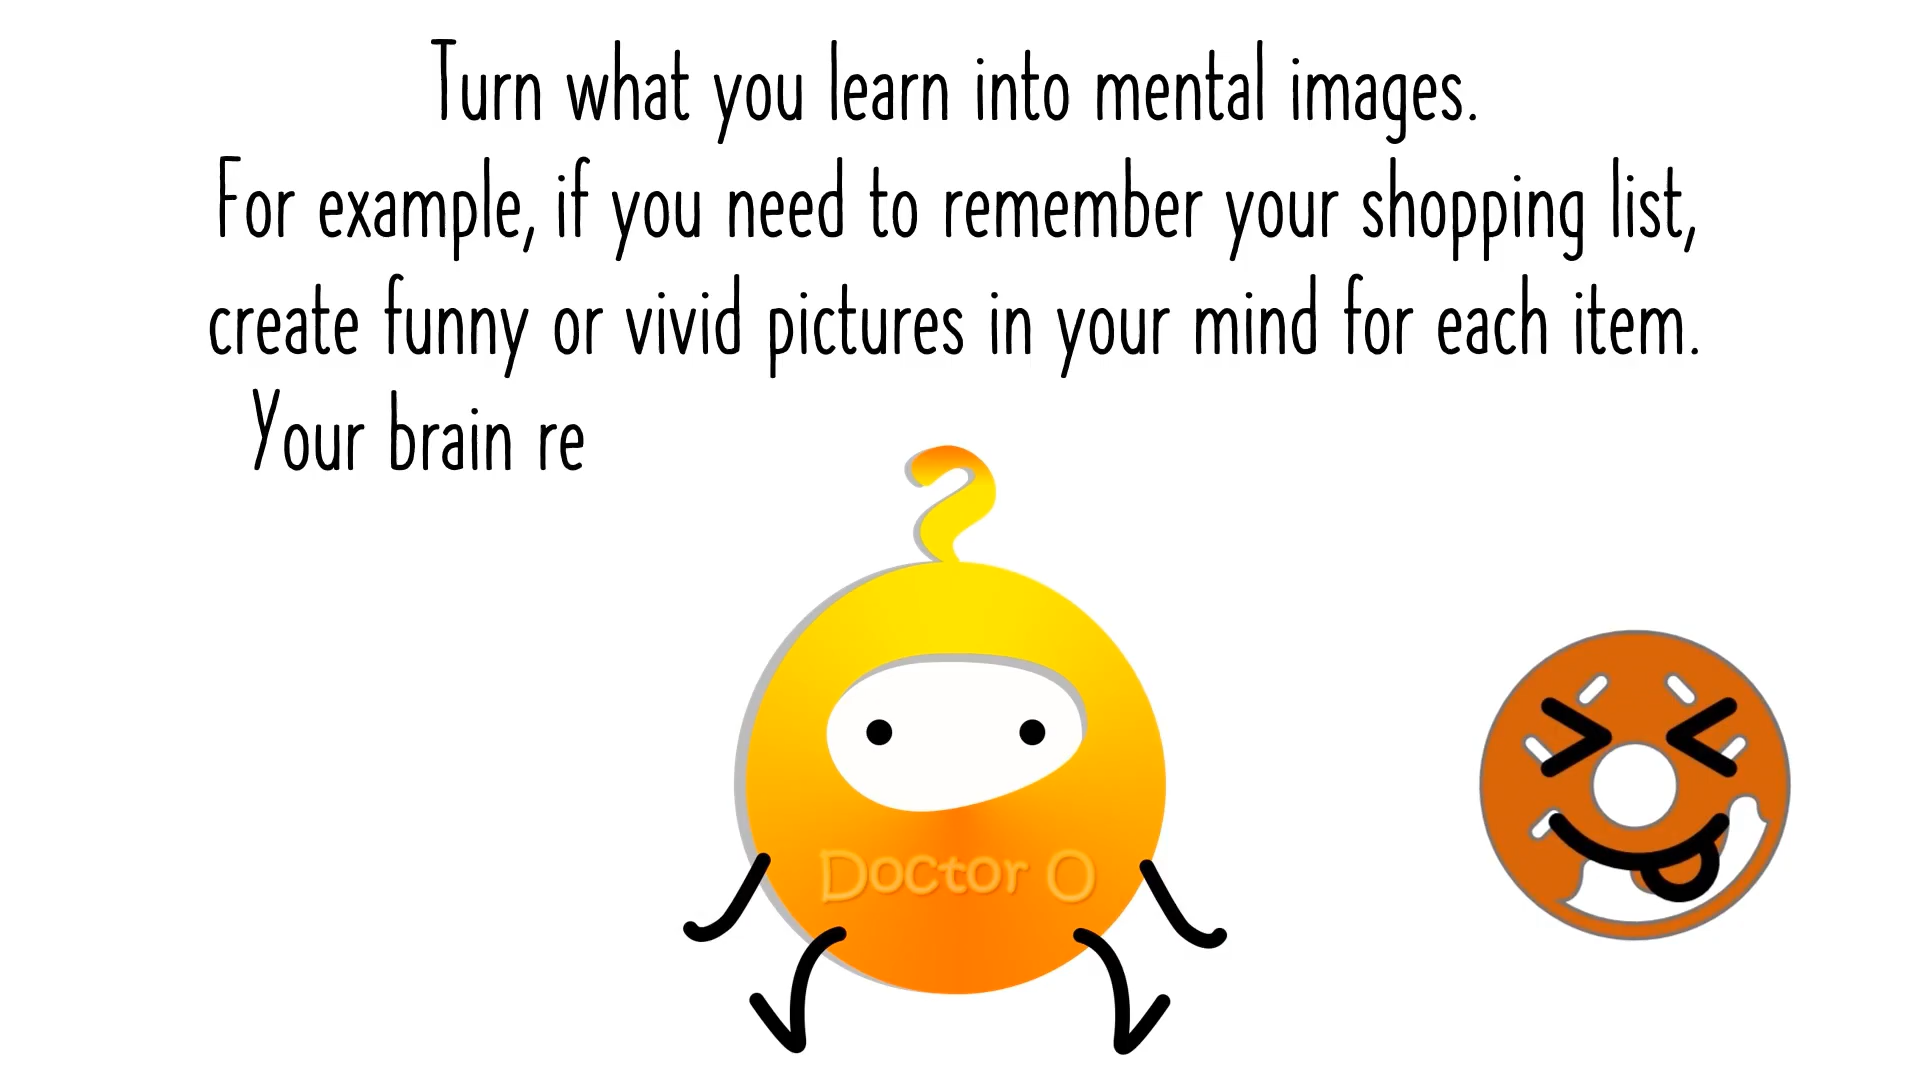 Turn what you learn into mental images.
For example, if you need to remember your shopping list,
create funny or vivid pictures in your mind for each item.
Your brain re
Doctor O